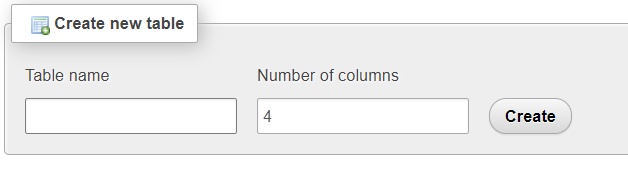 Create new table
Table name
Number of columns
4
Create